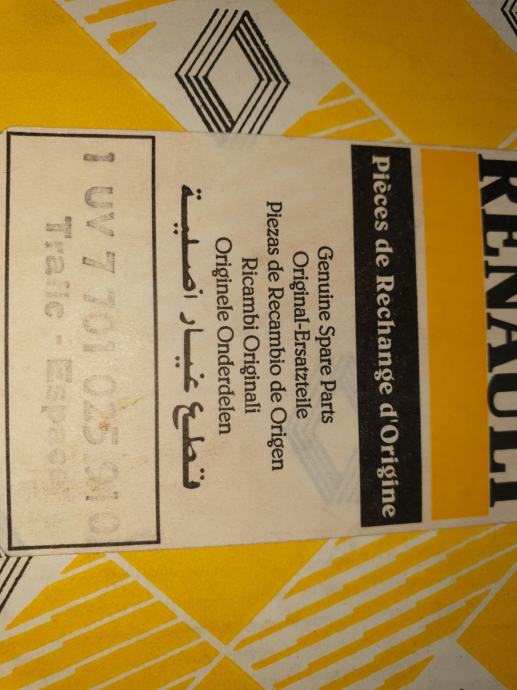 RENAULT
Pièces de Rechange d'Origine
Genuine Spare Parts
Original-Ersatzteile
Piezas de Recambio de Origen
Ricambi Originali
Originele Onderdelen
قطع غيار أصلية
1 UV 7 701 025 910
Trafic - Espace